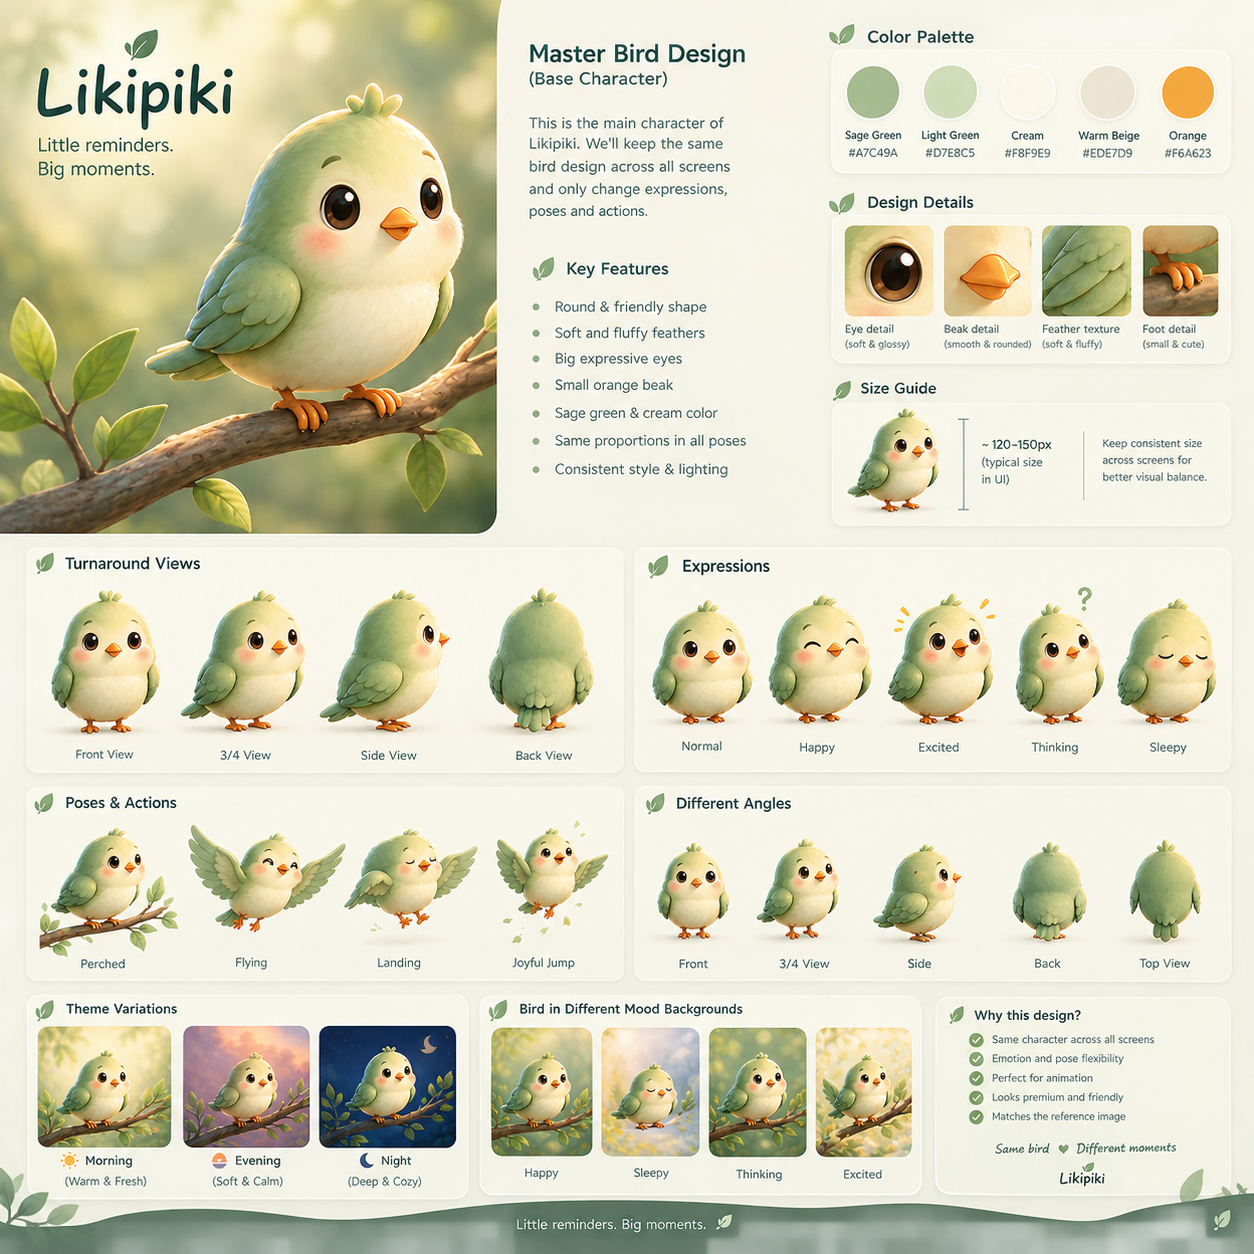 Likipiki
Little reminders.
Big moments.
Master Bird Design
(Base Character)
This is the main character of
Likipiki. We'll keep the same
bird design across all screens
and only change expressions,
poses and actions.
Key Features
Round & friendly shape
Soft and fluffy feathers
Big expressive eyes
Small orange beak
Sage green & cream color
Same proportions in all poses
Consistent style & lighting
Color Palette
Sage Green
#A7C49A
Light Green
#D7E8C5
Cream
#F8F9E9
Warm Beige
#EDE7D9
Orange
#F6A623
Design Details
Eye detail
(soft & glossy)
Beak detail
(smooth & rounded)
Feather texture
(soft & fluffy)
Foot detail
(small & cute)
Size Guide
~ 120-150px
(typical size
in UI)
Keep consistent size
across screens for
better visual balance.
Turnaround Views
Front View
3/4 View
Side View
Back View
Expressions
?
Normal
Happy
Excited
Thinking
Sleepy
Poses & Actions
Perched
Flying
Landing
Joyful Jump
Different Angles
Front
3/4 View
Side
Back
Top View
Theme Variations
Morning
(Warm & Fresh)
Evening
(Soft & Calm)
Night
(Deep & Cozy)
Bird in Different Mood Backgrounds
Happy
Sleepy
Thinking
Excited
Why this design?
Same character across all screens
Emotion and pose flexibility
Perfect for animation
Looks premium and friendly
Matches the reference image
Same bird Different moments
Likipiki
Little reminders. Big moments.